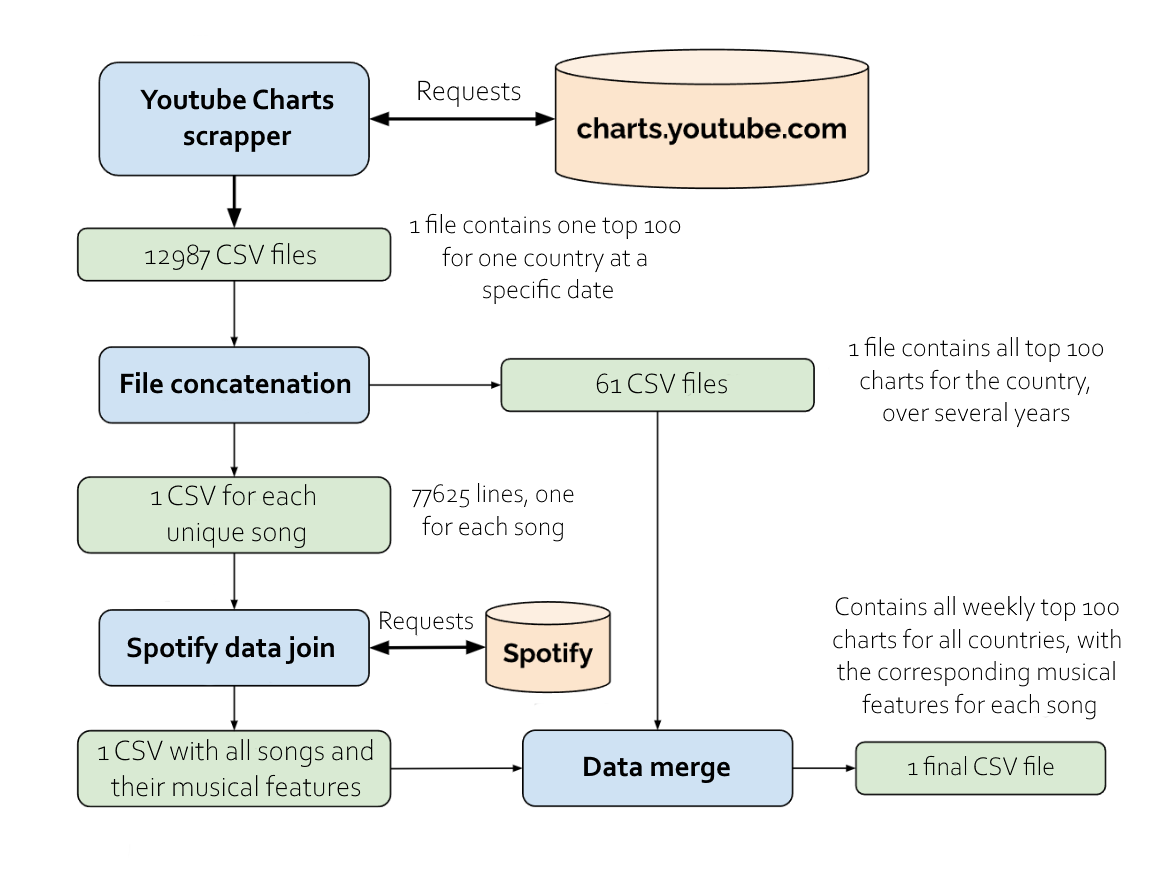 Youtube Charts
scrapper
Requests
charts.youtube.com
12987 CSV files
1 file contains one top 100
for one country at a
specific date
File concatenation
61 CSV files
1 file contains all top 100
charts for the country,
over several years
1 CSV for each
unique song
77625 lines, one
for each song
Spotify data join
Requests
Spotify
Contains all weekly top 100
charts for all countries, with
the corresponding musical
features for each song
1 CSV with all songs and
their musical features
Data merge
1 final CSV file